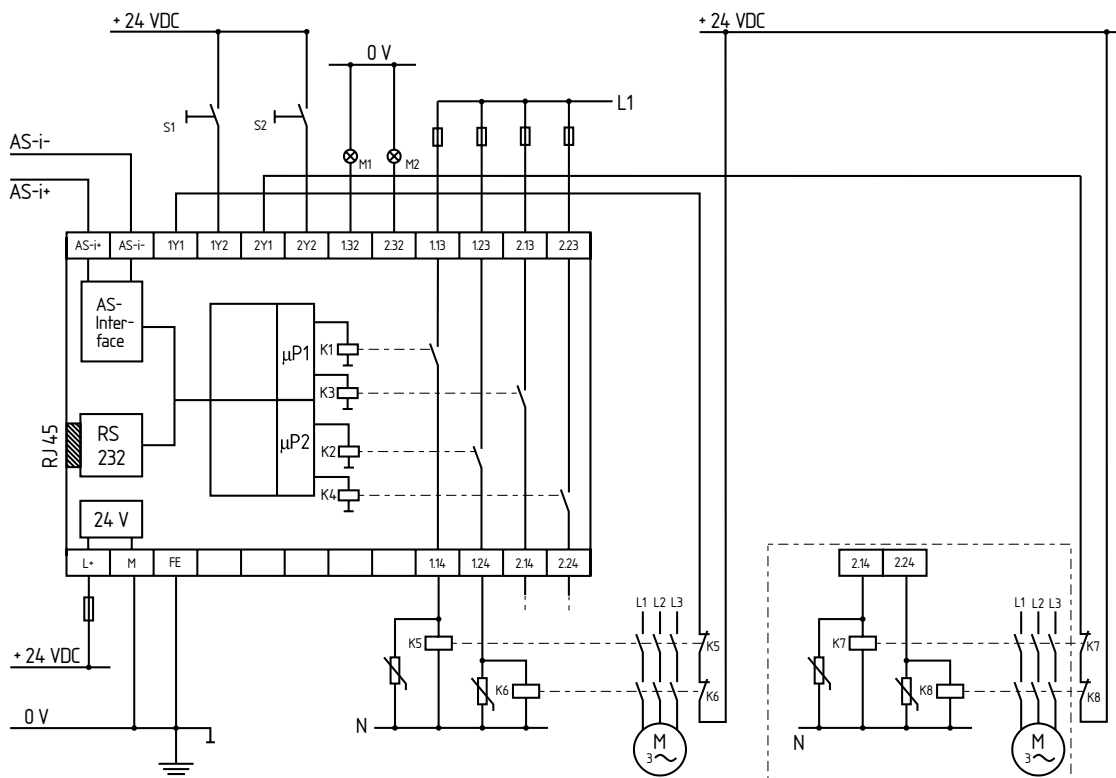 + 24 VDC
+ 24 VDC
0 V
L1
S1
S2
M1
M2
AS-i-
AS-i+
AS-i+ AS-i- 1Y1 1Y2 2Y1 2Y2 1.32 2.32 1.13 1.23 2.13 2.23
AS-
Inter-
face
µP1
K1
K3
RJ 45
RS
232
µP2
K2
K4
24 V
L+ M FE 1.14 1.24 2.14 2.24
2.14 2.24
L1 L2 L3
L1 L2 L3
K5
K5
K7
K7
+ 24 VDC
K6
K6
K8
K8
0 V
N
N
M
3
M
3